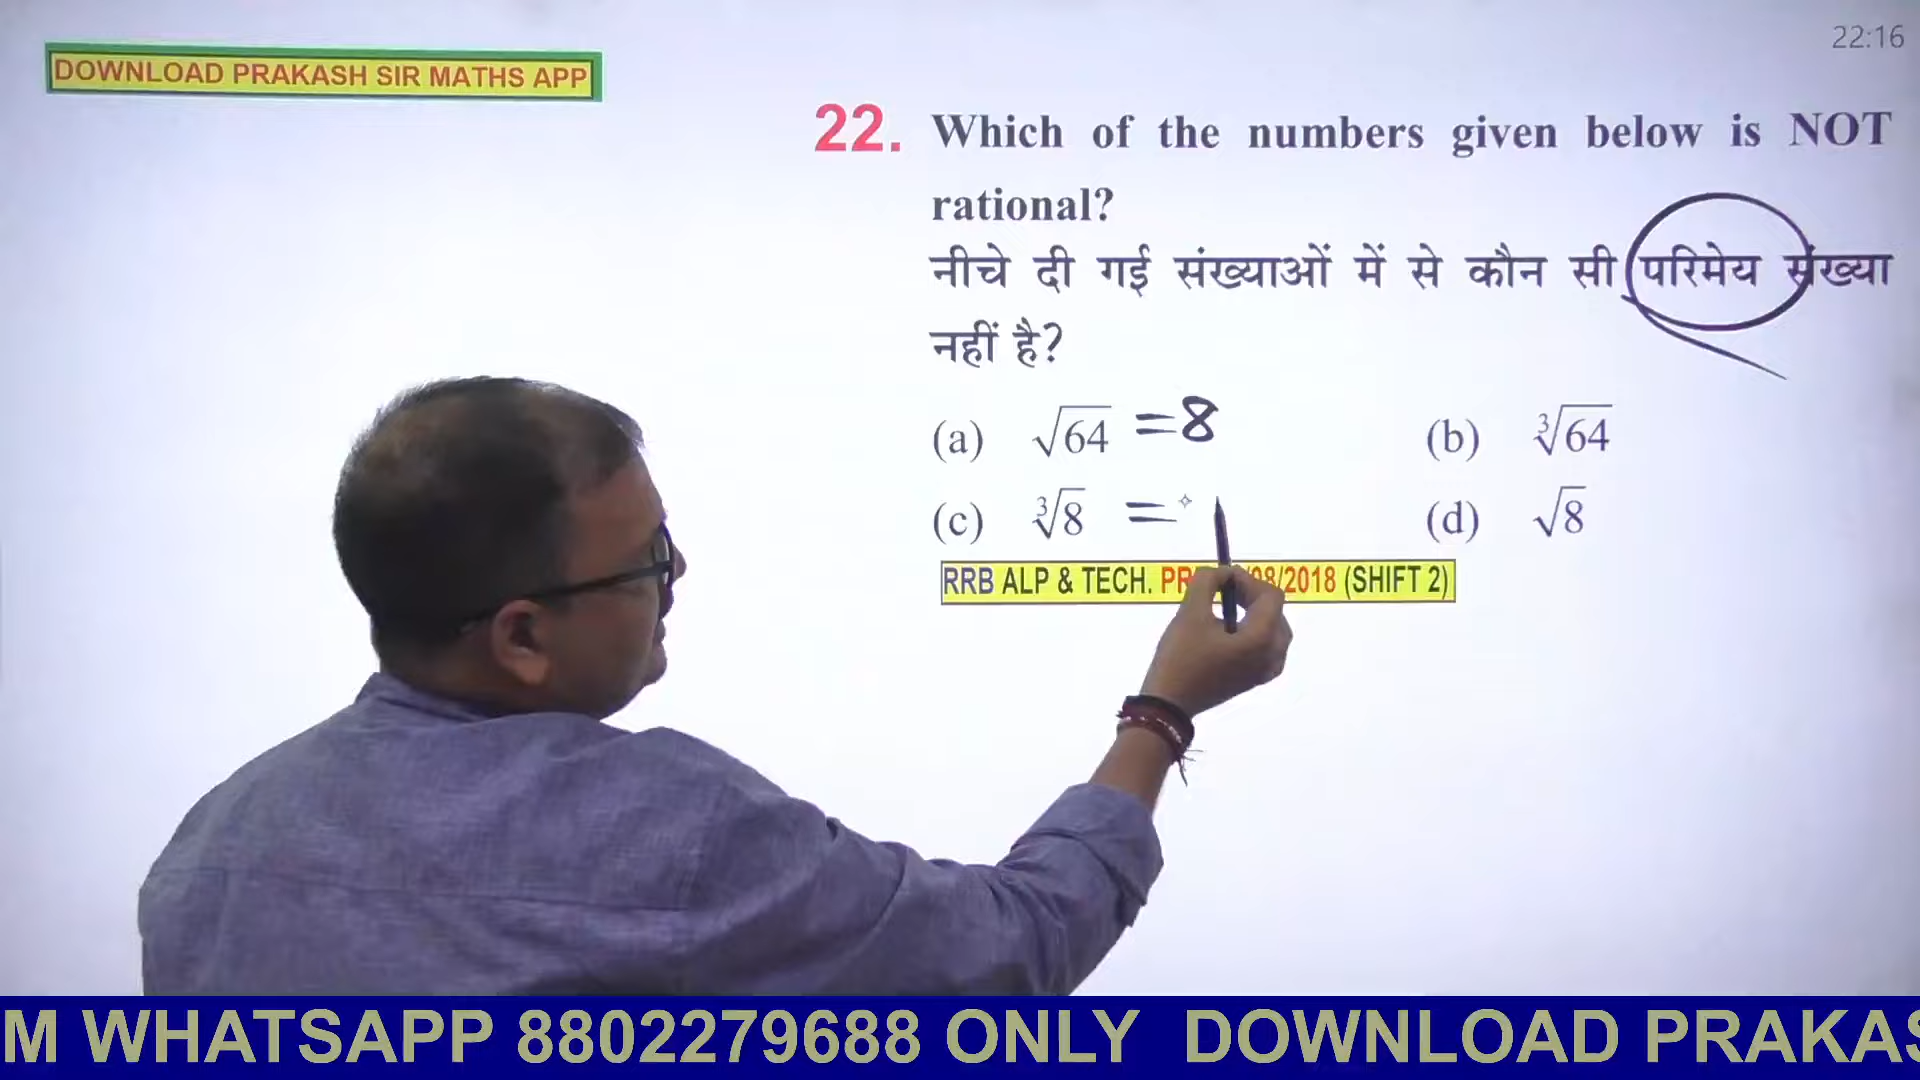 22:16
DOWNLOAD PRAKASH SIR MATHS APP
22. Which of the numbers given below is NOT
rational?
नीचे दी गई संख्याओं में से कौन सी परिमेय संख्या
नहीं है?
(a) √64 =8 (b) ∛64
(c) ∛8 = (d) √8
RRB ALP & TECH. /08/2018 (SHIFT 2)
M WHATSAPP 8802279688 ONLY DOWNLOAD PRAKAS